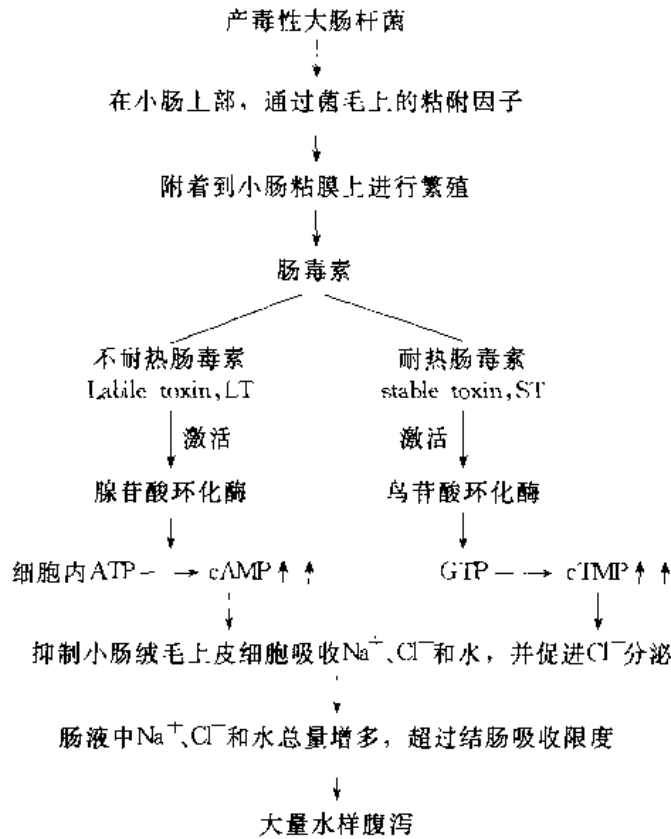 产毒性大肠杆菌
在小肠上部，通过菌毛上的粘附因子
附着到小肠粘膜上进行繁殖
肠毒素
不耐热肠毒素 耐热肠毒素
Labile toxin,LT stable toxin,ST
激活 激活
腺苷酸环化酶 鸟苷酸环化酶
细胞内ATP— →cAMP↑ ↑ GTP— →cTMP↑ ↑
抑制小肠绒毛上皮细胞吸收Na⁺、Cl⁻和水，并促进Cl⁻分泌
肠液中Na⁺、Cl⁻和水总量增多，超过结肠吸收限度
大量水样腹泻